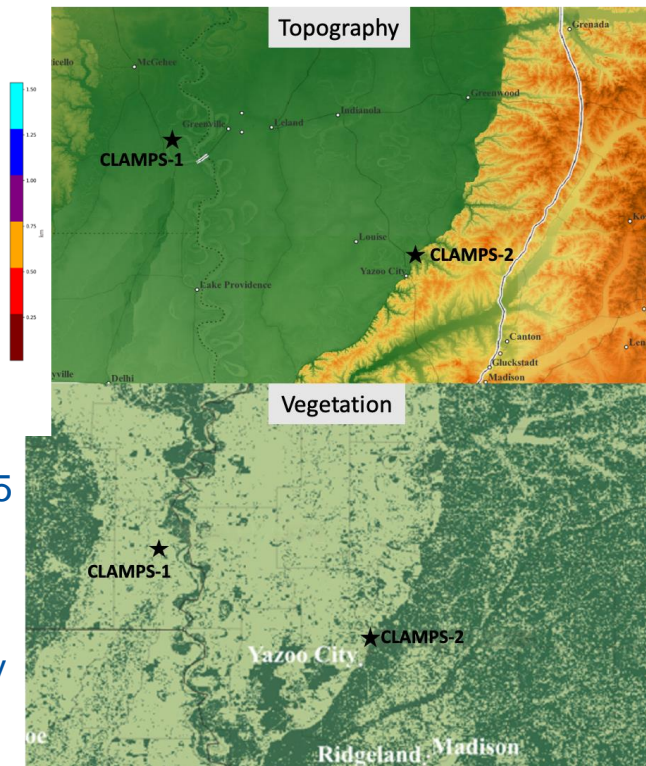 Topography
Grenada
McGehee
Greenwood
Indianola
Greenville
Leland
CLAMPS-1
Louise
CLAMPS-2
Yazoo City
Lake Providence
Canton
Gluckstadt
Delhi
Madison
1.50
1.25
1.00
0.75
0.50
0.25
km
Vegetation
5
CLAMPS-1
CLAMPS-2
Yazoo City
y
Ridgeland
Madison